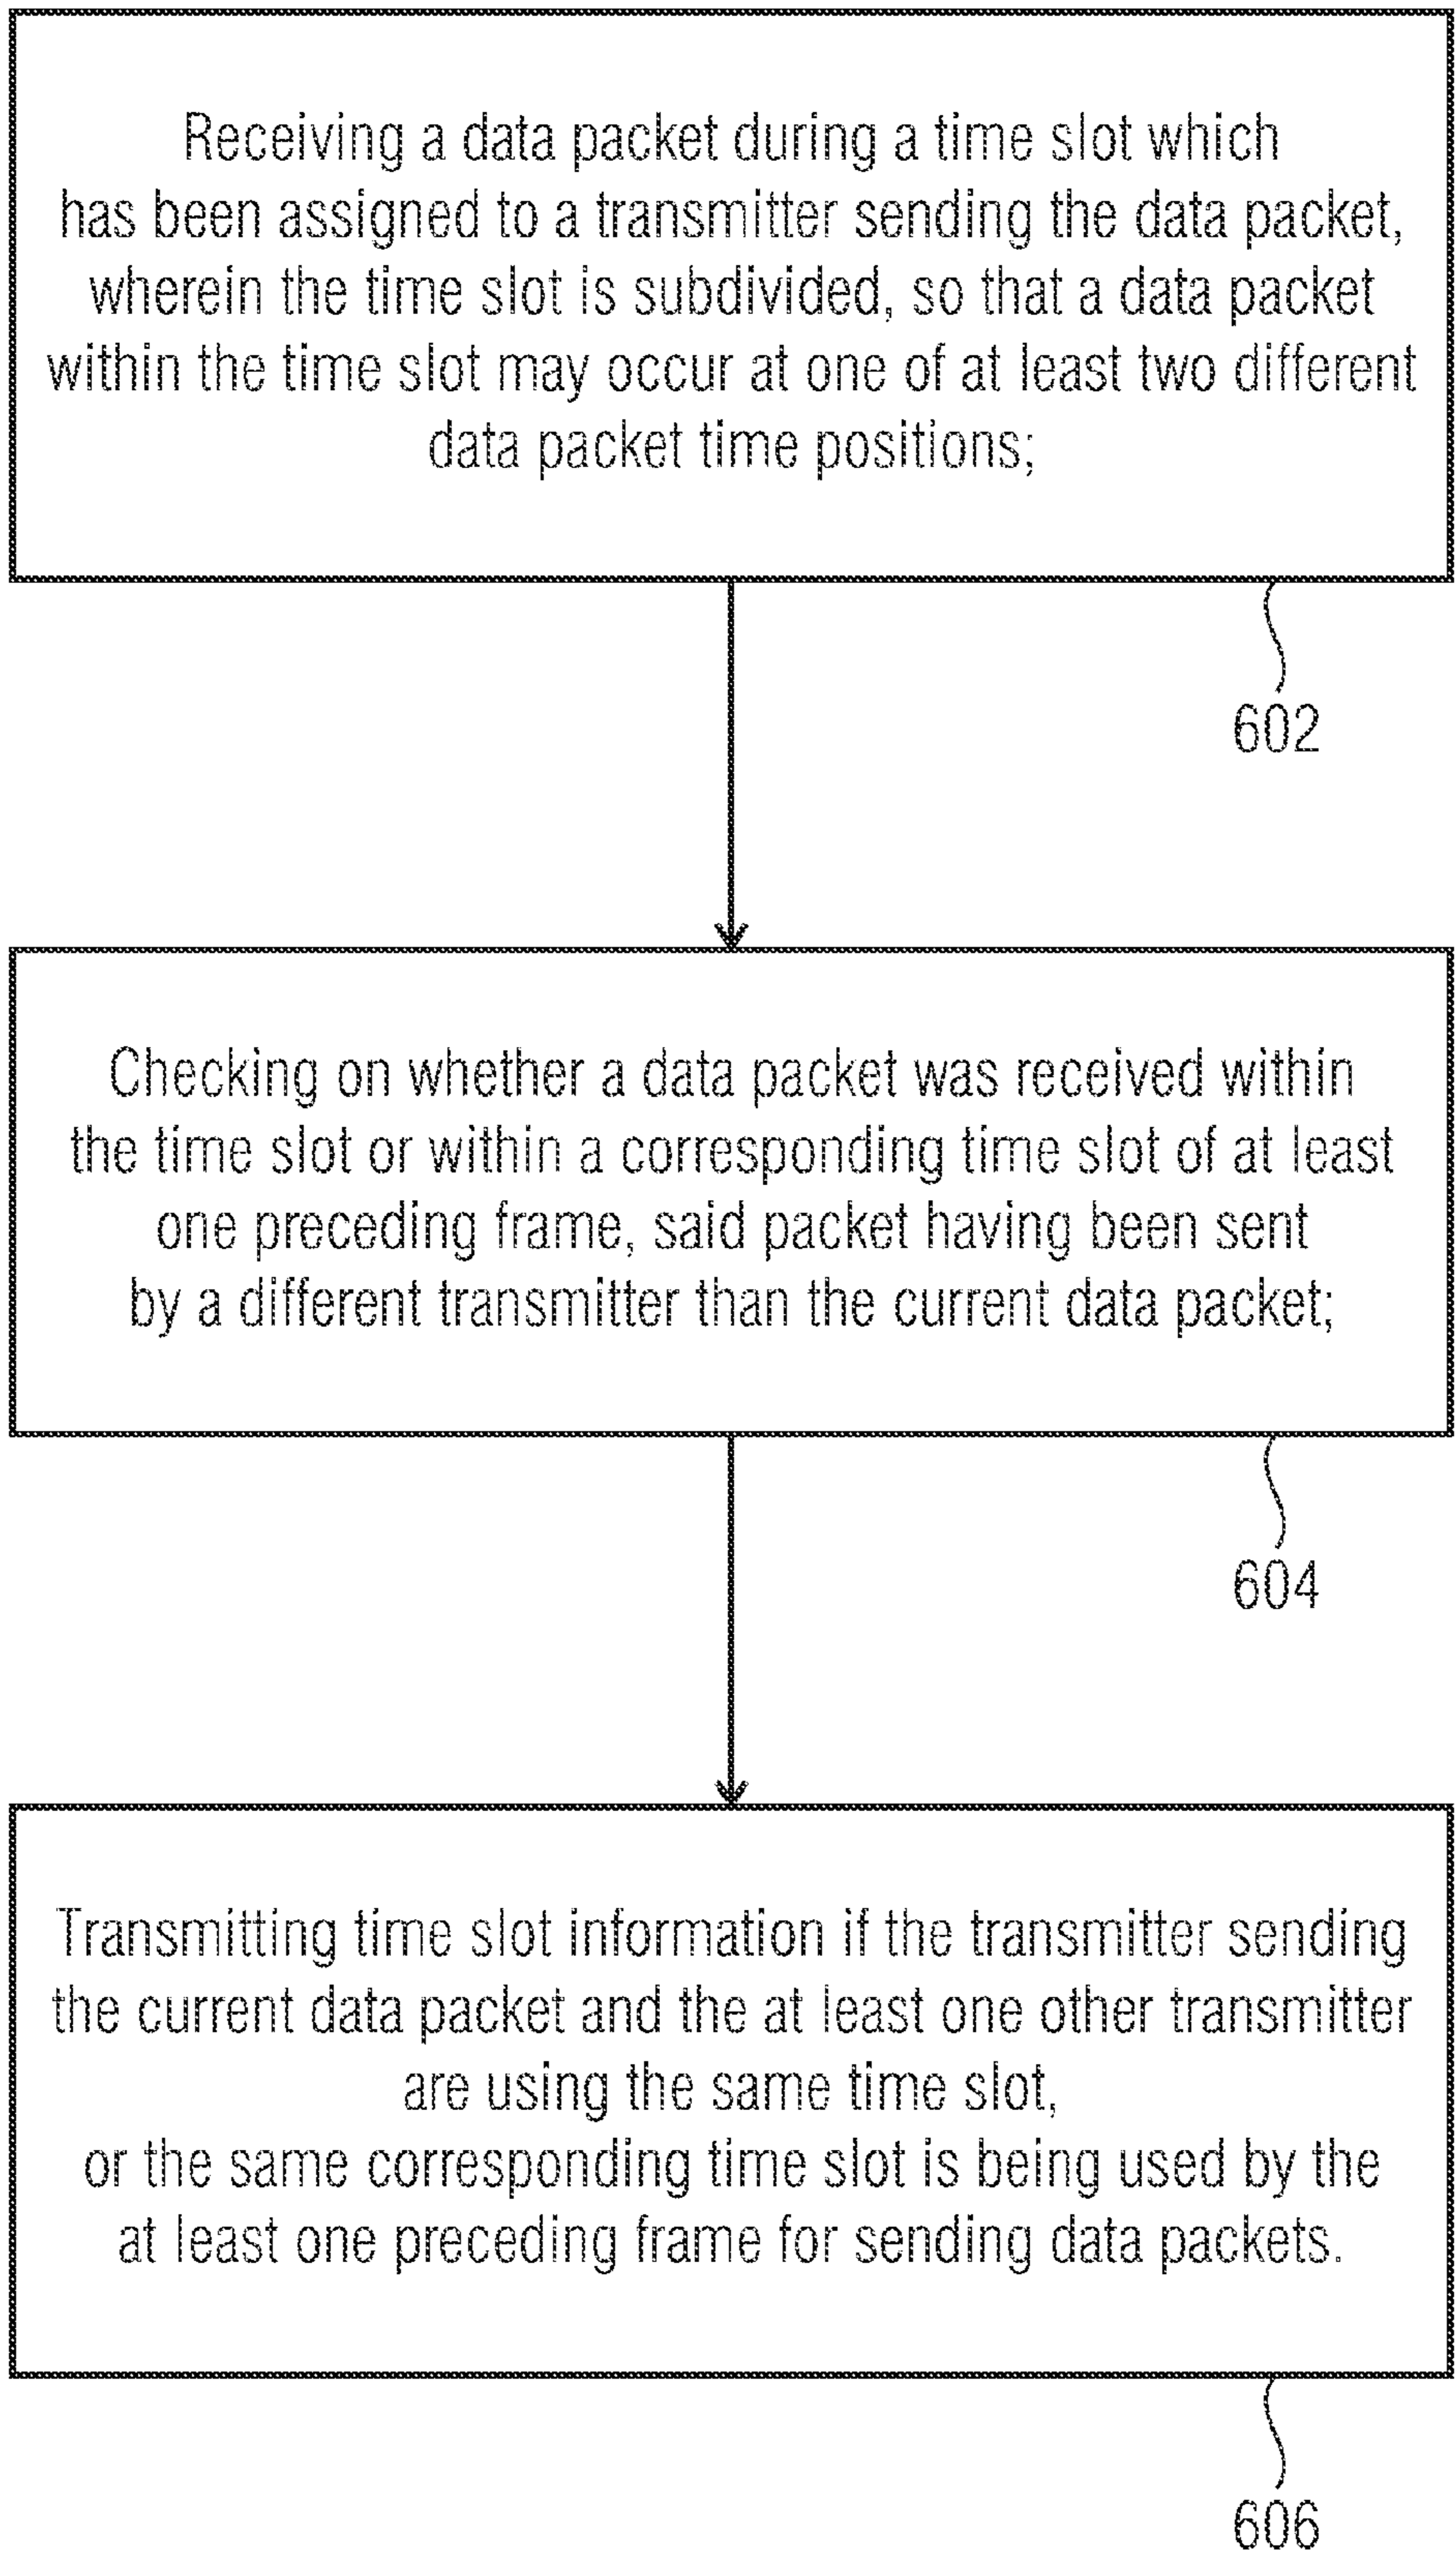 Receiving a data packet during a time slot which
has been assigned to a transmitter sending the data packet,
wherein the time slot is subdivided, so that a data packet
within the time slot may occur at one of at least two different
data packet time positions;
602
Checking on whether a data packet was received within
the time slot or within a corresponding time slot of at least
one preceding frame, said packet having been sent
by a different transmitter than the current data packet;
604
Transmitting time slot information if the transmitter sending
the current data packet and the at least one other transmitter
are using the same time slot,
or the same corresponding time slot is being used by the
at least one preceding frame for sending data packets.
606